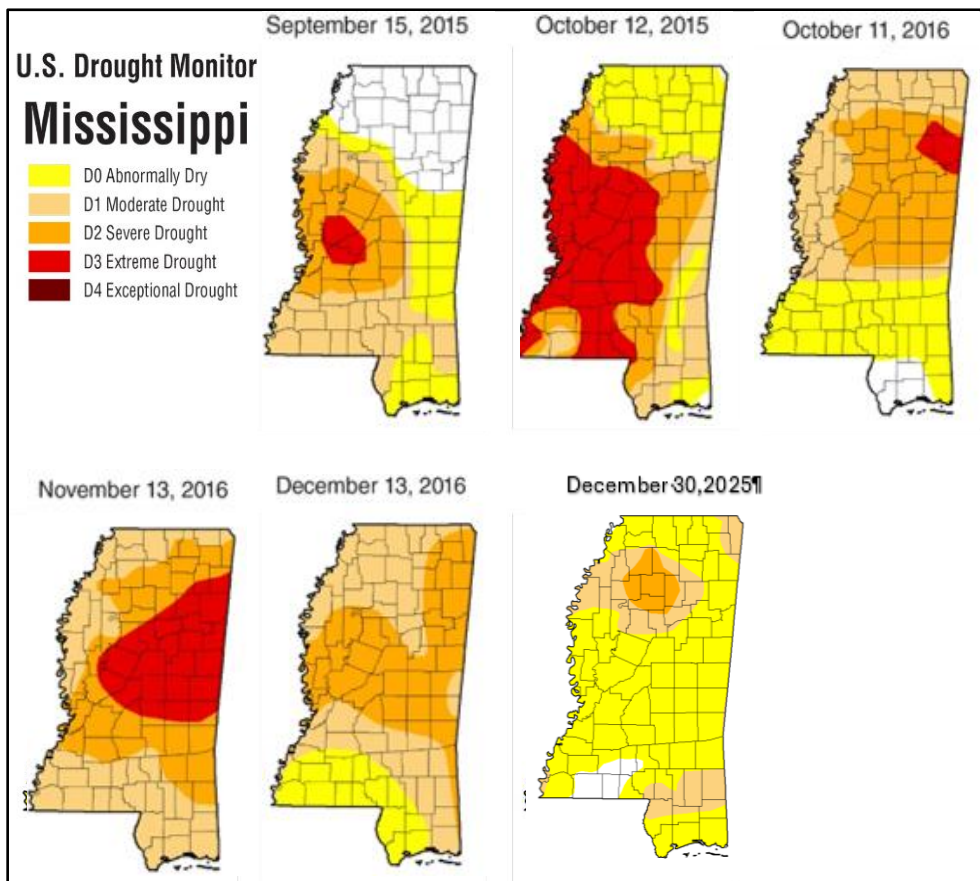 September 15, 2015
October 12, 2015
October 11, 2016
U.S. Drought Monitor
Mississippi
D0 Abnormally Dry
D1 Moderate Drought
D2 Severe Drought
D3 Extreme Drought
D4 Exceptional Drought
November 13, 2016
December 13, 2016
December·30,2025¶